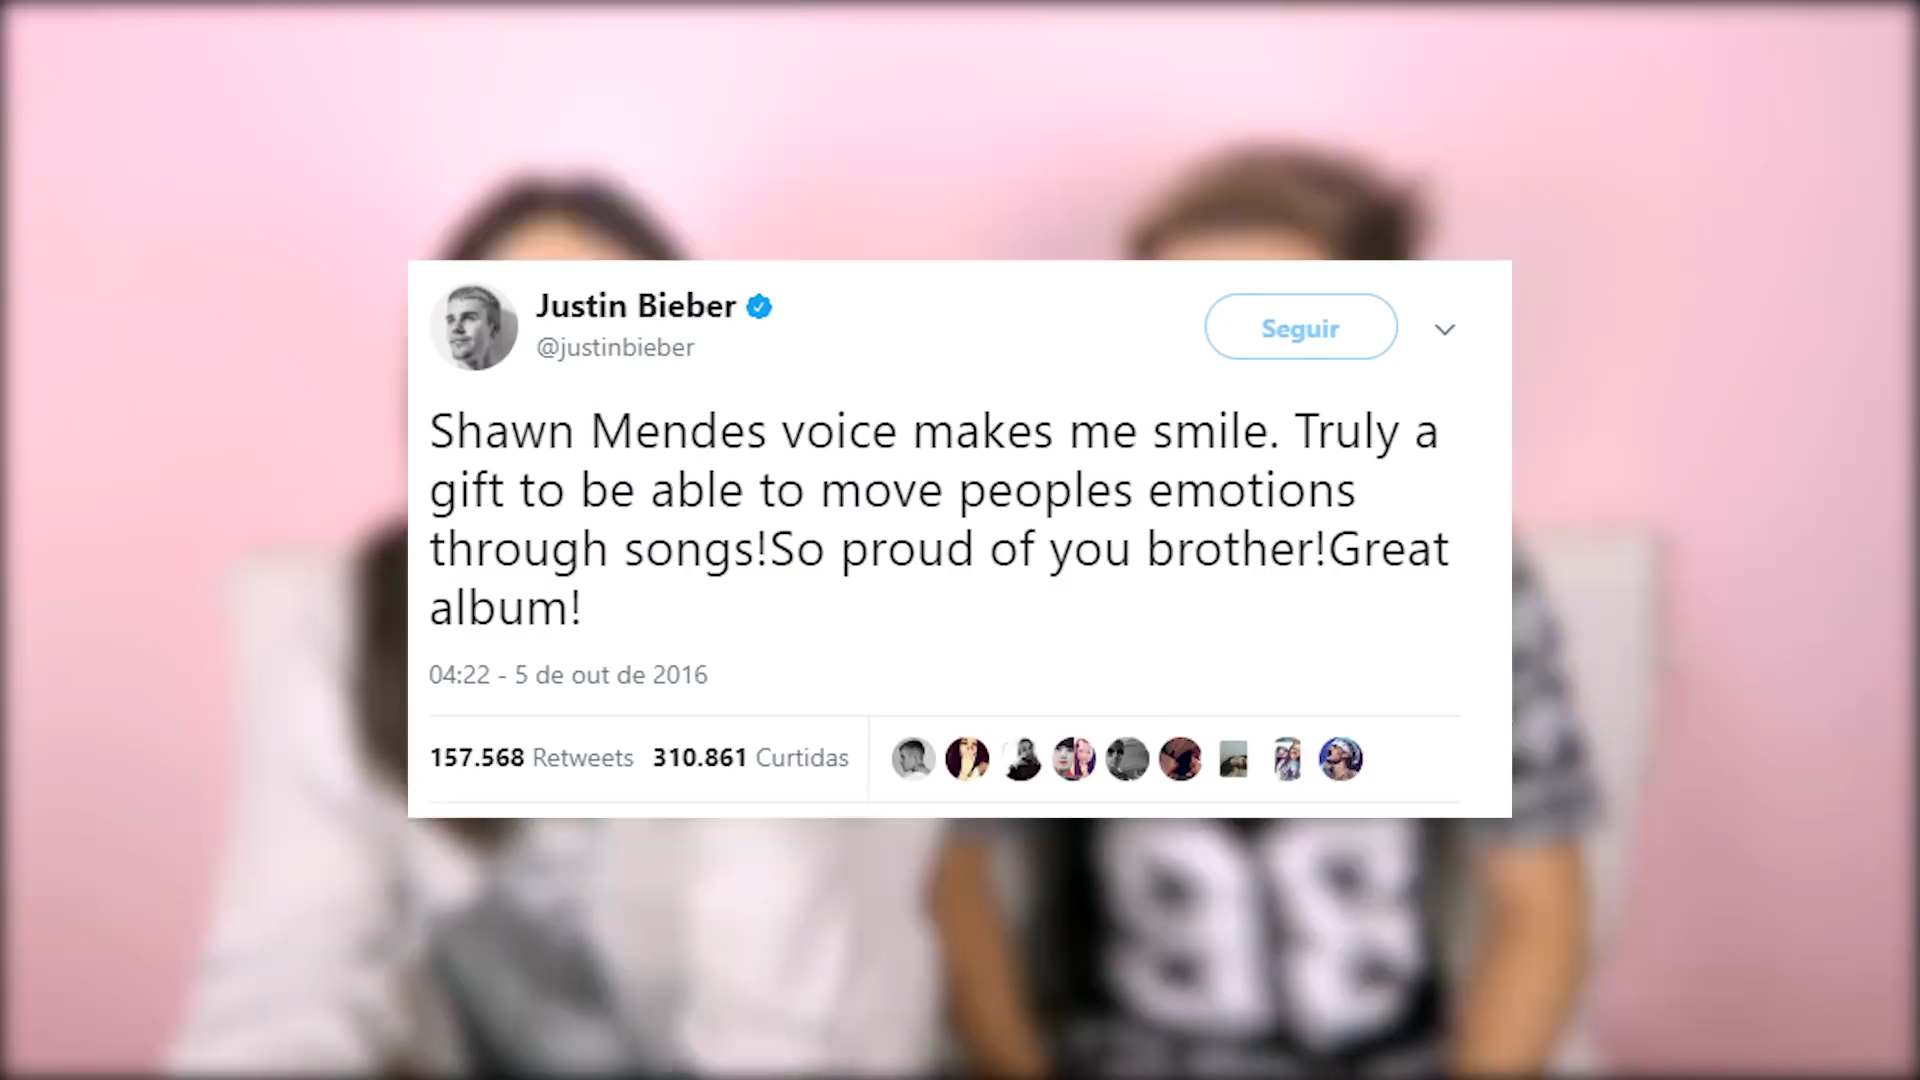 Justin Bieber
@justinbieber
Seguir
Shawn Mendes voice makes me smile. Truly a
gift to be able to move peoples emotions
through songs!So proud of you brother!Great
album!
04:22 - 5 de out de 2016
157.568 Retweets 310.861 Curtidas